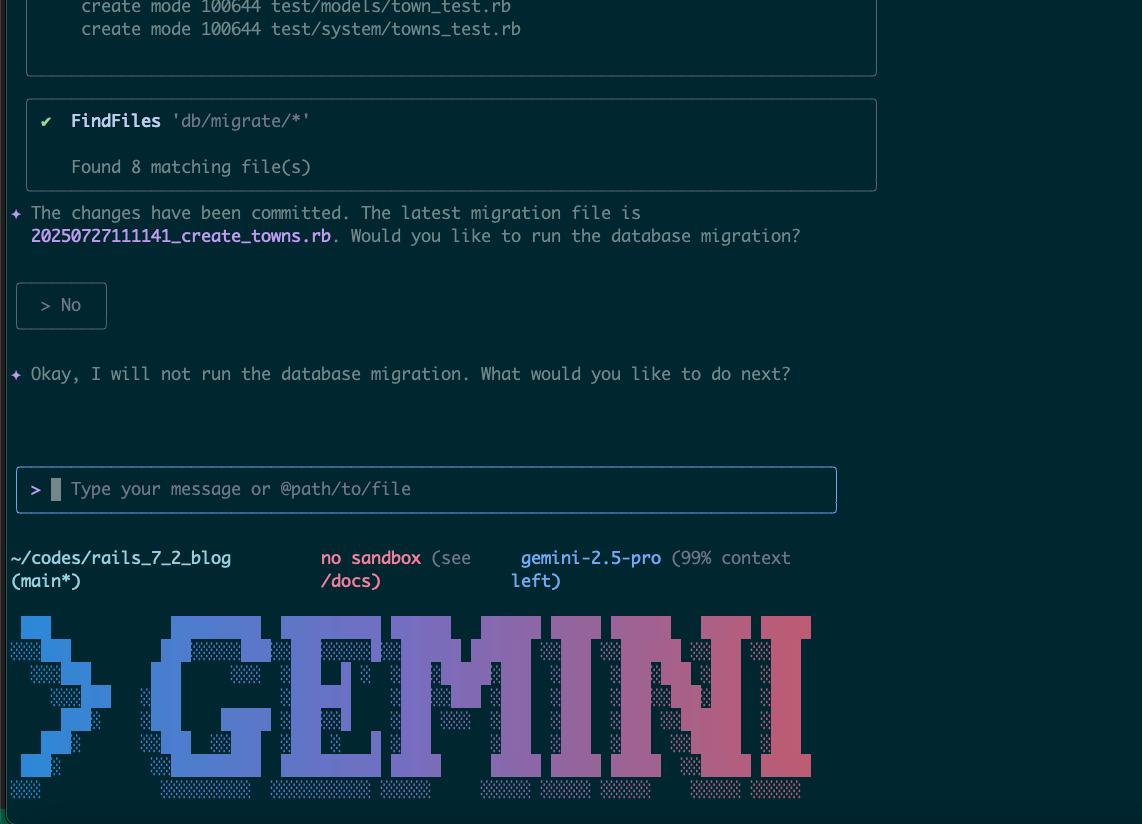 create mode 100644 test/models/town_test.rb
create mode 100644 test/system/towns_test.rb
✔ FindFiles 'db/migrate/*'
Found 8 matching file(s)
✦ The changes have been committed. The latest migration file is
20250727111141_create_towns.rb. Would you like to run the database migration?
> No
✦ Okay, I will not run the database migration. What would you like to do next?
> Type your message or @path/to/file
~/codes/rails_7_2_blog no sandbox (see gemini-2.5-pro (99% context
(main*) /docs) left)
> GEMINI